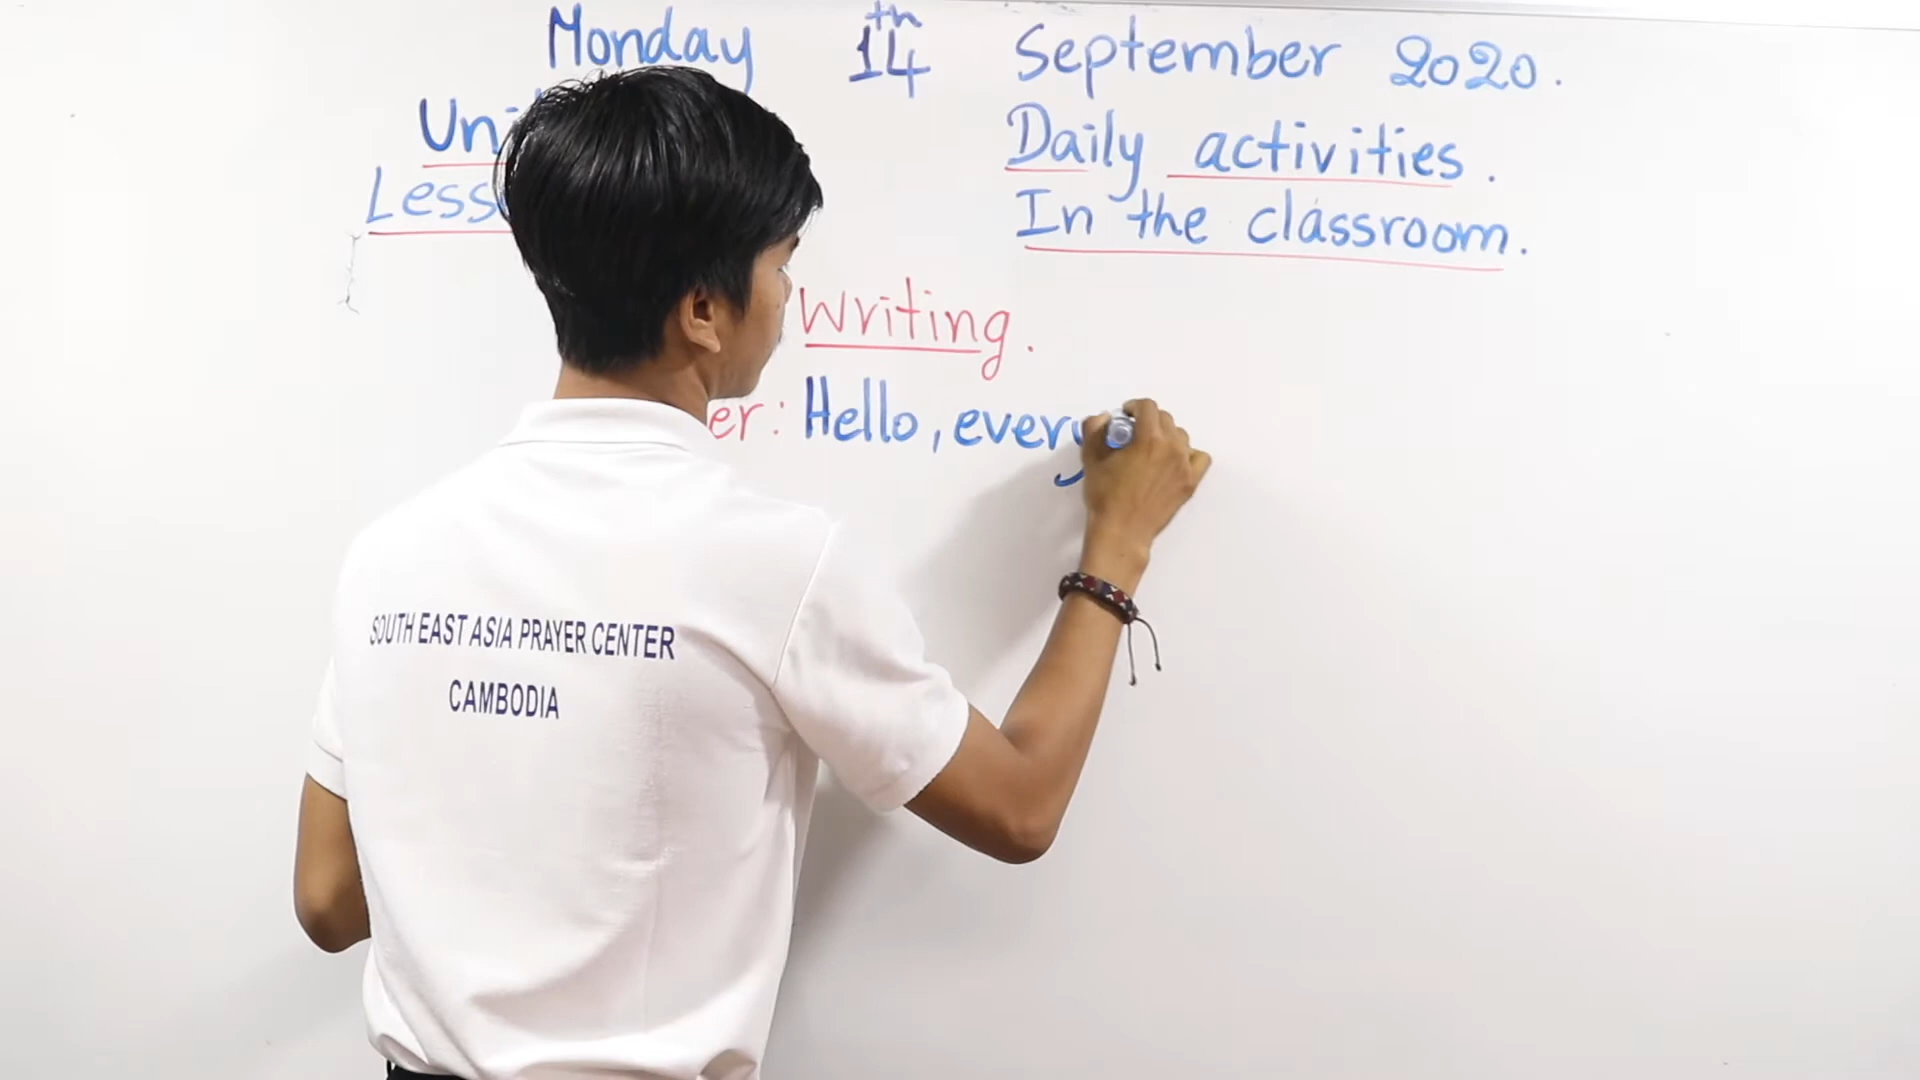 Monday 14th September 2020.
Daily activities.
In the classroom.
Writing.
er: Hello, every
SOUTH EAST ASIA PRAYER CENTER
CAMBODIA